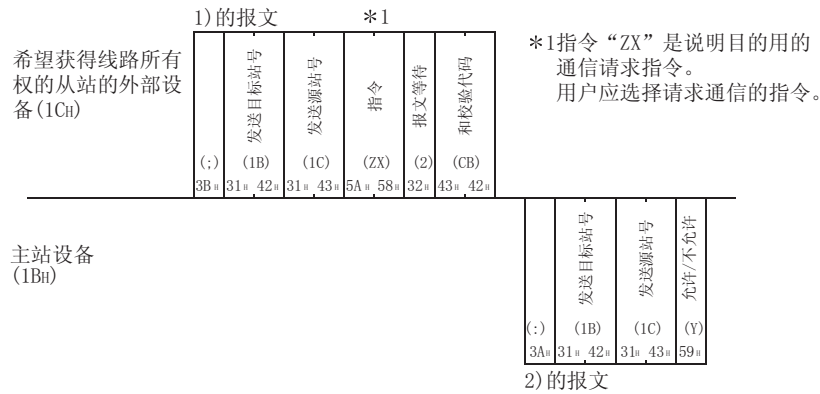 1)的报文 *1
希望获得线路所有
权的从站的外部设
备(1CH)
发送目标站号
发送源站号
指令
报文等待
和校验代码
(;) (1B) (1C) (ZX) (2) (CB)
3BH 31H 42H 31H 43H 5AH 58H 32H 43H 42H
*1指令“ZX”是说明目的用的
通信请求指令。
用户应选择请求通信的指令。
主站设备
(1BH)
发送目标站号
发送源站号
允许/不允许
(:) (1B) (1C) (Y)
3AH 31H 42H 31H 43H 59H
2)的报文